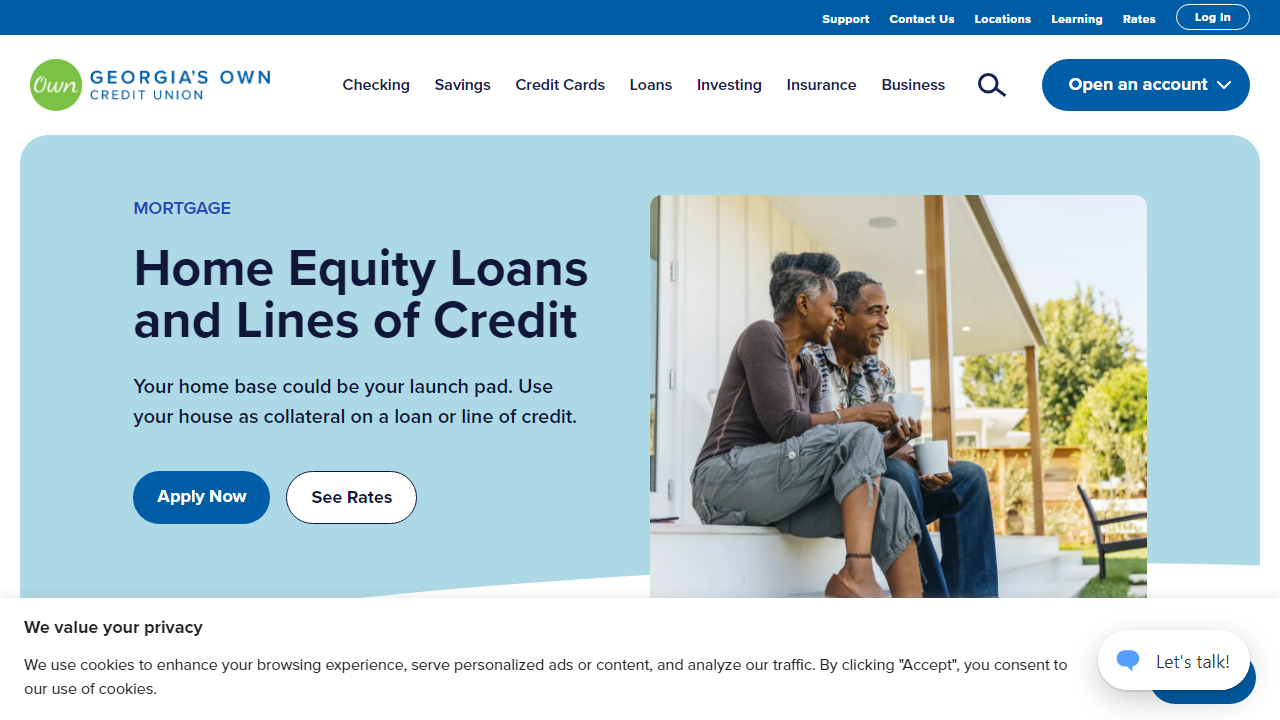 Support Contact Us Locations Learning Rates Log In
Own GEORGIA'S OWN
CREDIT UNION
Checking Savings Credit Cards Loans Investing Insurance Business Open an account
MORTGAGE
Home Equity Loans
and Lines of Credit
Your home base could be your launch pad. Use
your house as collateral on a loan or line of credit.
Apply Now See Rates
We value your privacy
We use cookies to enhance your browsing experience, serve personalized ads or content, and analyze our traffic. By clicking "Accept", you consent to
our use of cookies.
Let's talk!